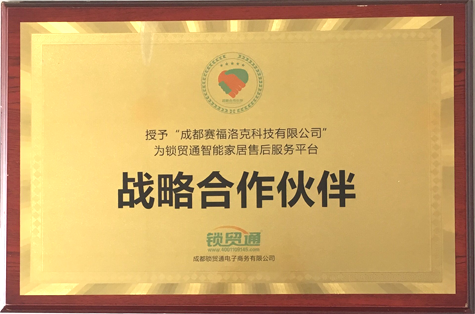 授予“成都赛福洛克科技有限公司”
为锁贸通智能家居售后服务平台
战略合作伙伴
锁贸通
成都锁贸通电子商务有限公司